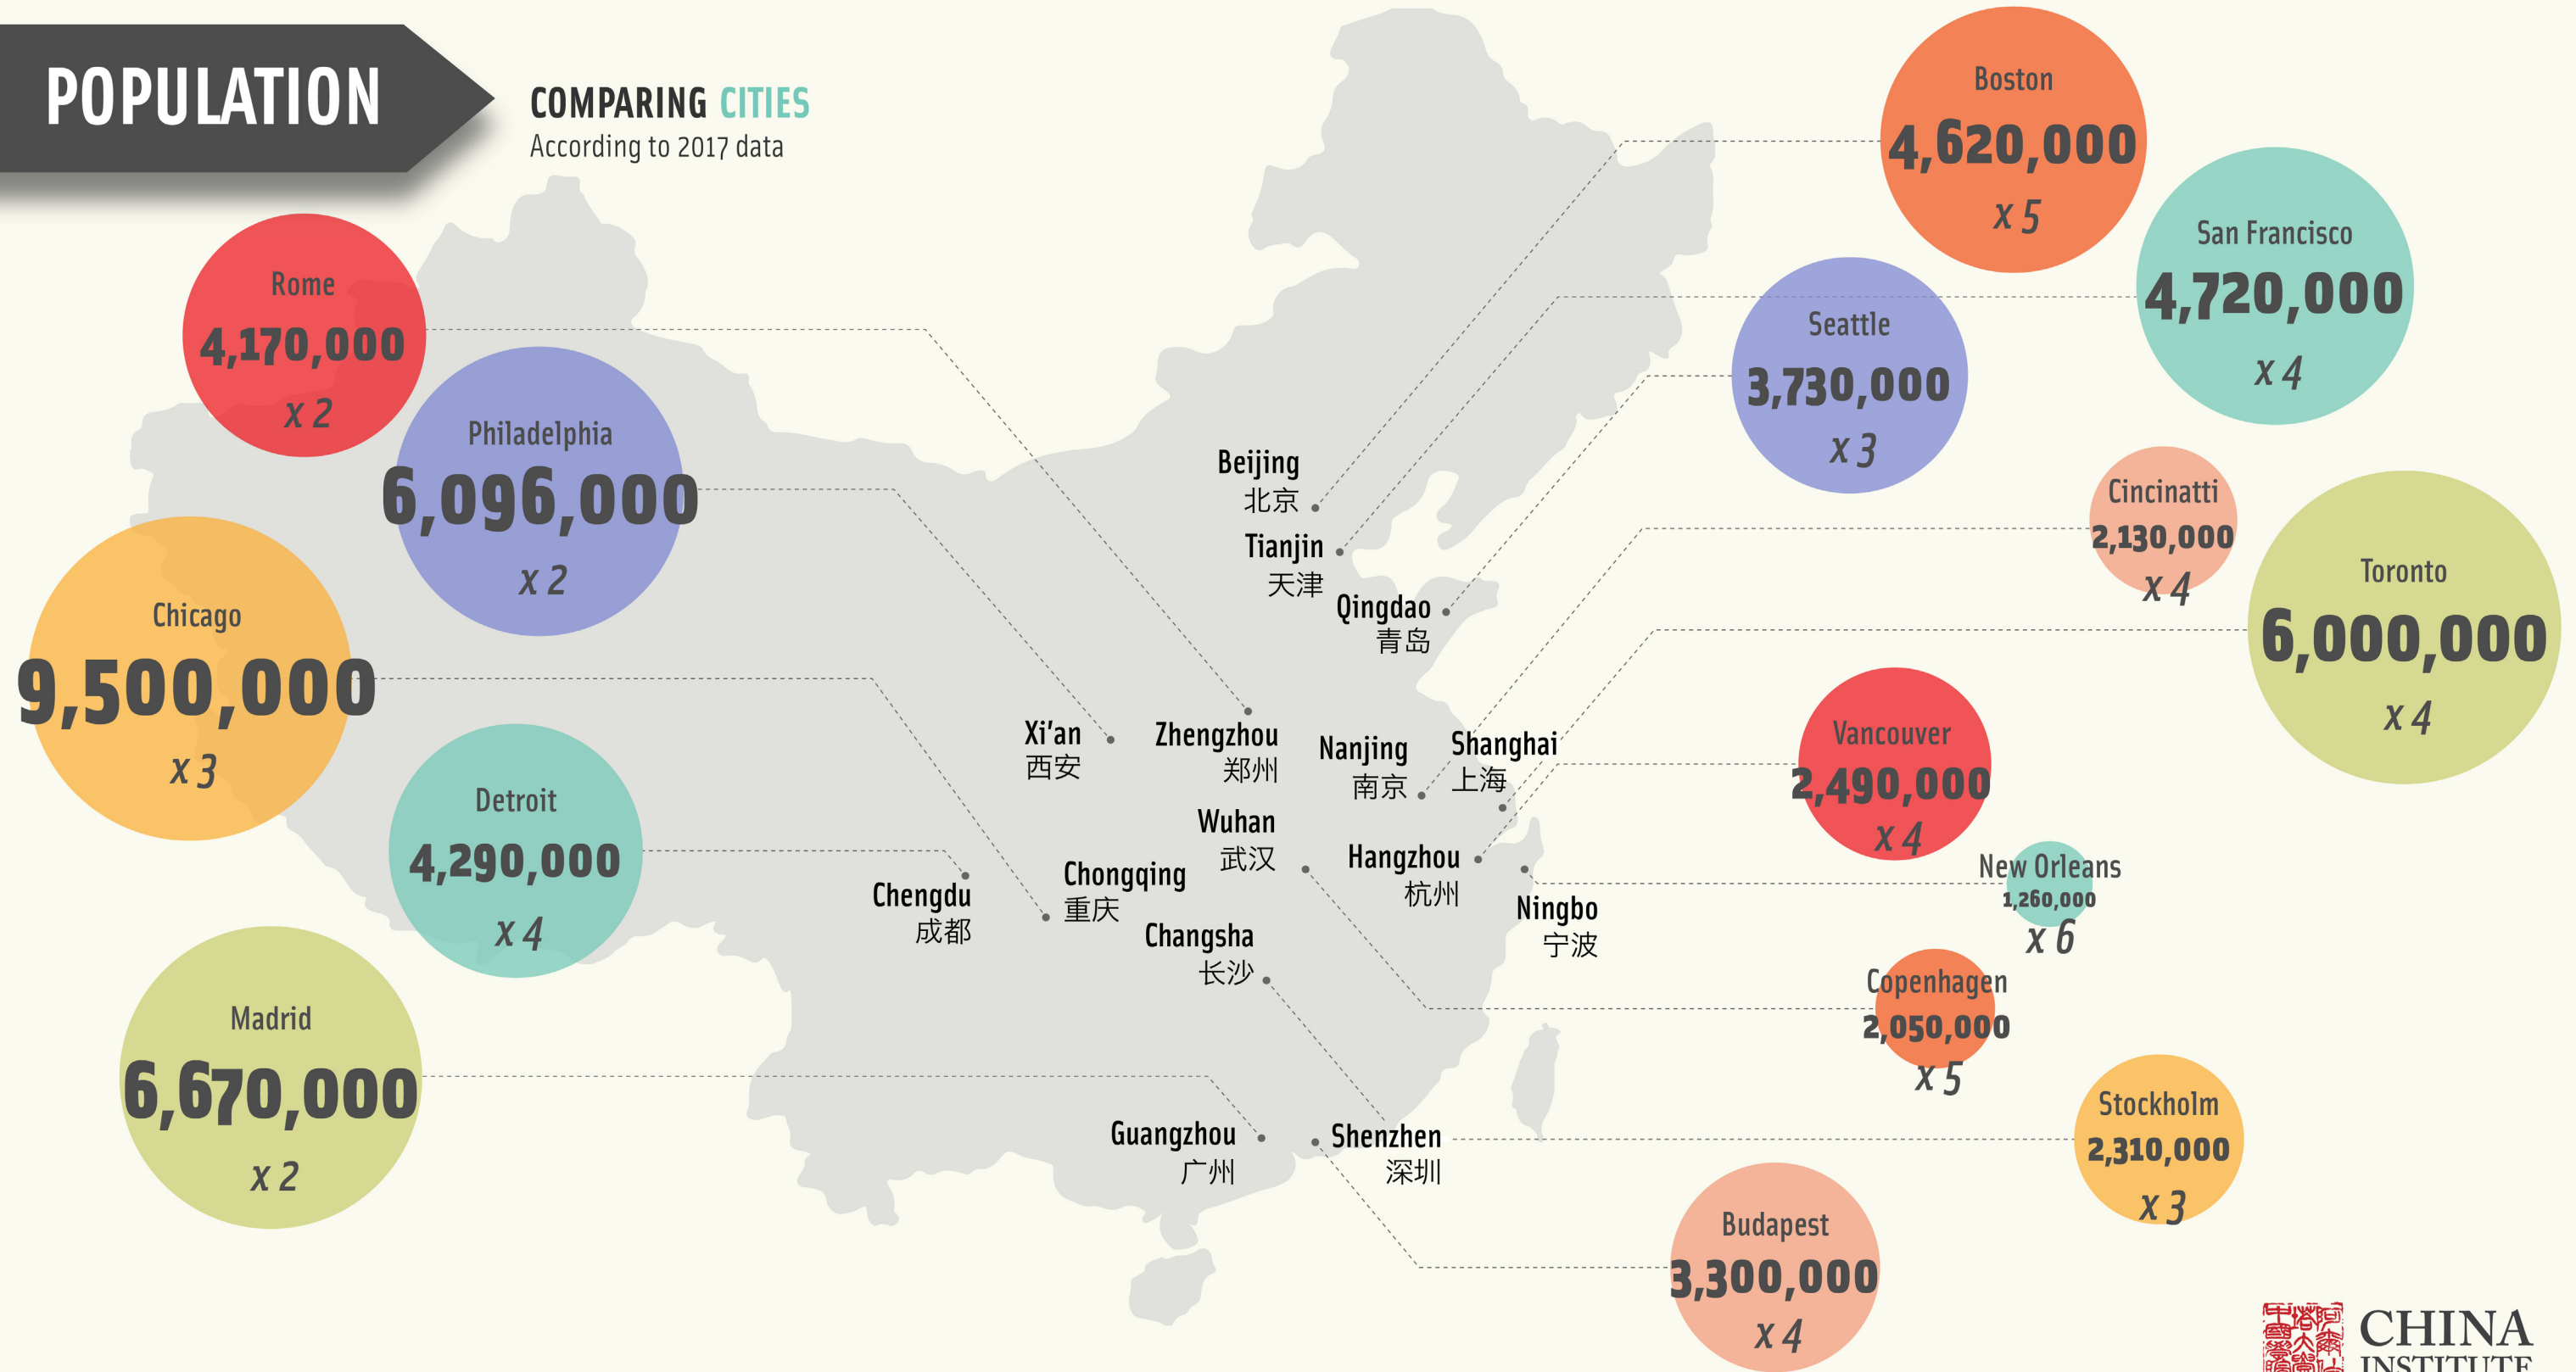 POPULATION
COMPARING CITIES
According to 2017 data
Rome
4,170,000
x 2
Philadelphia
6,096,000
x 2
Chicago
9,500,000
x 3
Detroit
4,290,000
x 4
Madrid
6,670,000
x 2
Boston
4,620,000
x 5
San Francisco
4,720,000
x 4
Seattle
3,730,000
x 3
Cincinatti
2,130,000
x 4
Toronto
6,000,000
x 4
Vancouver
2,490,000
x 4
New Orleans
1,260,000
x 6
Copenhagen
2,050,000
x 5
Stockholm
2,310,000
x 3
Budapest
3,300,000
x 4
Beijing
北京
Tianjin
天津
Qingdao
青岛
Xi'an
西安
Zhengzhou
郑州
Nanjing
南京
Shanghai
上海
Wuhan
武汉
Hangzhou
杭州
Chengdu
成都
Chongqing
重庆
Ningbo
宁波
Changsha
长沙
Guangzhou
广州
Shenzhen
深圳
CHINA
INSTITUTE